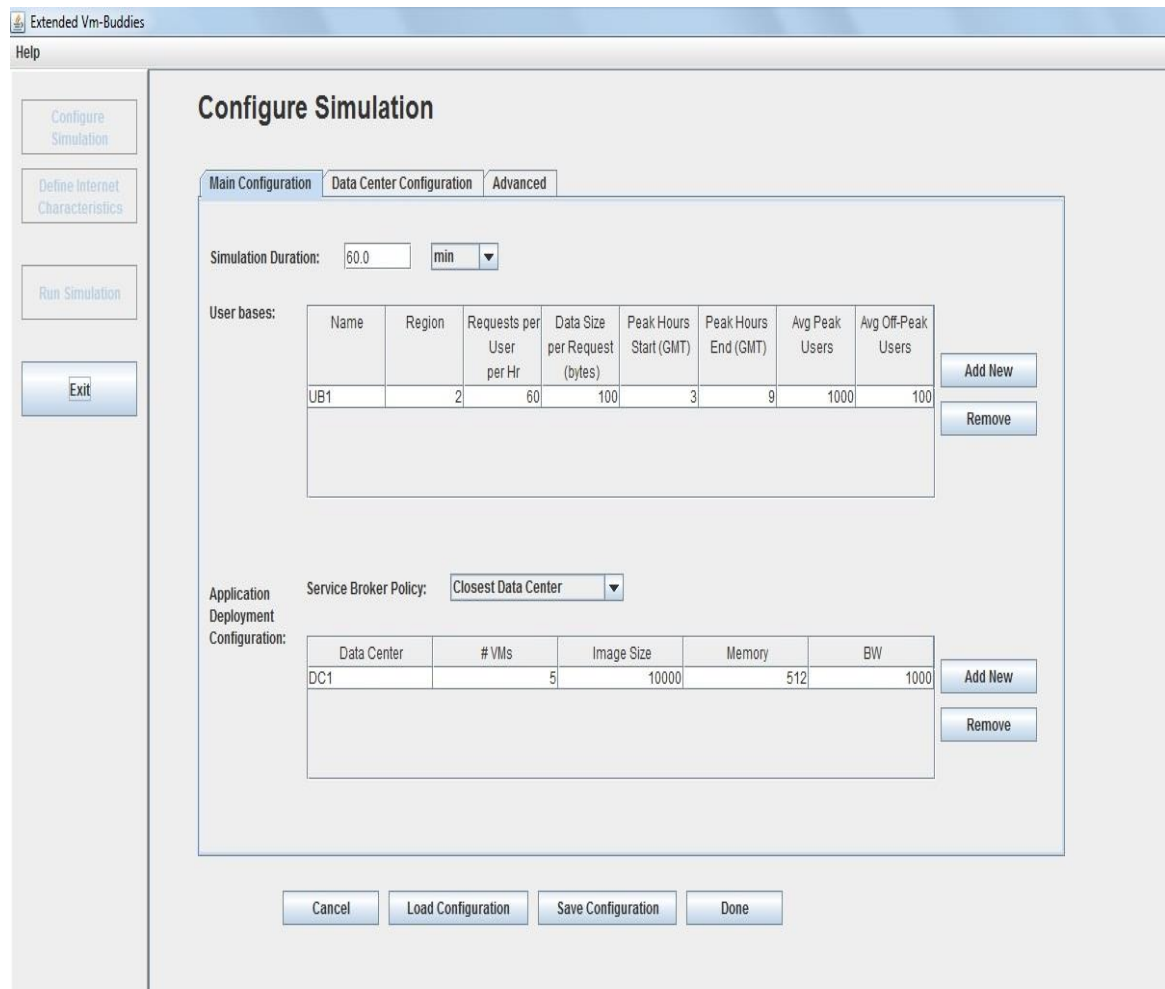 Extended Vm-Buddies
Help
Configure
Simulation
Define Internet
Characteristics
Run Simulation
Exit
Configure Simulation
Main Configuration Data Center Configuration Advanced
Simulation Duration: 60.0 min
User bases:
Name Region Requests per User per Hr Data Size per Request (bytes) Peak Hours Start (GMT) Peak Hours End (GMT) Avg Peak Users Avg Off-Peak Users
UB1 2 60 100 3 9 1000 100
Add New
Remove
Application
Deployment
Configuration:
Service Broker Policy: Closest Data Center
Data Center # VMs Image Size Memory BW
DC1 5 10000 512 1000
Add New
Remove
Cancel Load Configuration Save Configuration Done